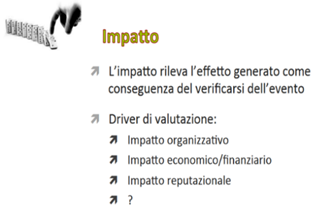 Impatto
L'impatto rileva l'effetto generato come
conseguenza del verificarsi dell'evento
Driver di valutazione:
Impatto organizzativo
Impatto economico/finanziario
Impatto reputazionale
?